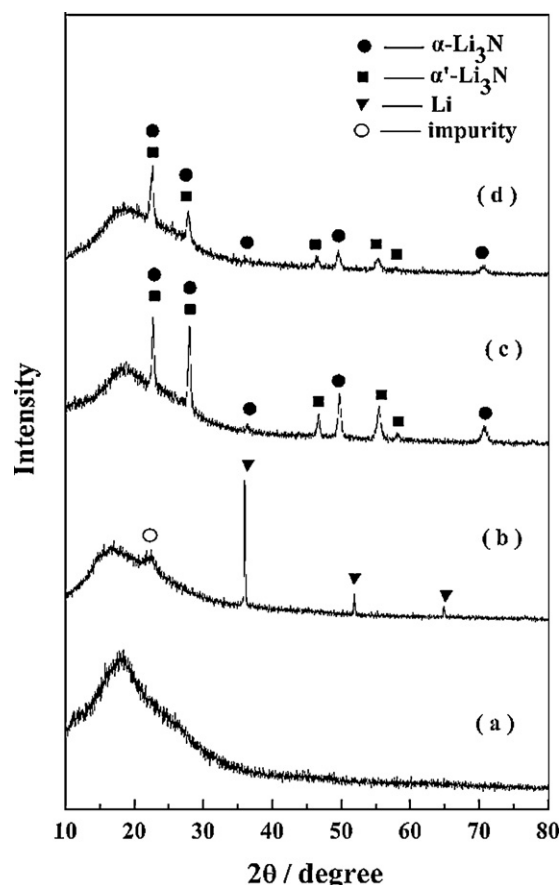 α-Li3N
α'-Li3N
Li
impurity
( d )
( c )
( b )
( a )
Intensity
10 20 30 40 50 60 70 80
2θ / degree